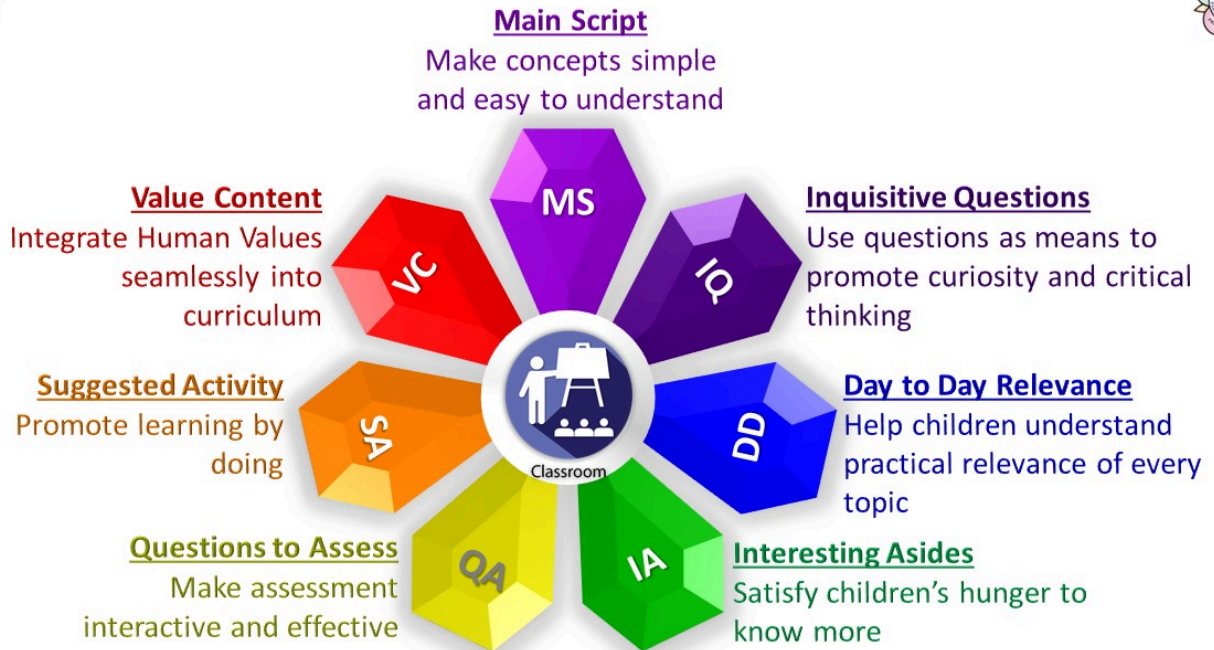 Main Script
Make concepts simple
and easy to understand
MS
Inquisitive Questions
Use questions as means to
promote curiosity and critical
thinking
IQ
Day to Day Relevance
Help children understand
practical relevance of every
topic
DD
Interesting Asides
Satisfy children's hunger to
know more
IA
Questions to Assess
Make assessment
interactive and effective
QA
Suggested Activity
Promote learning by
doing
SA
Value Content
Integrate Human Values
seamlessly into
curriculum
VC
Classroom